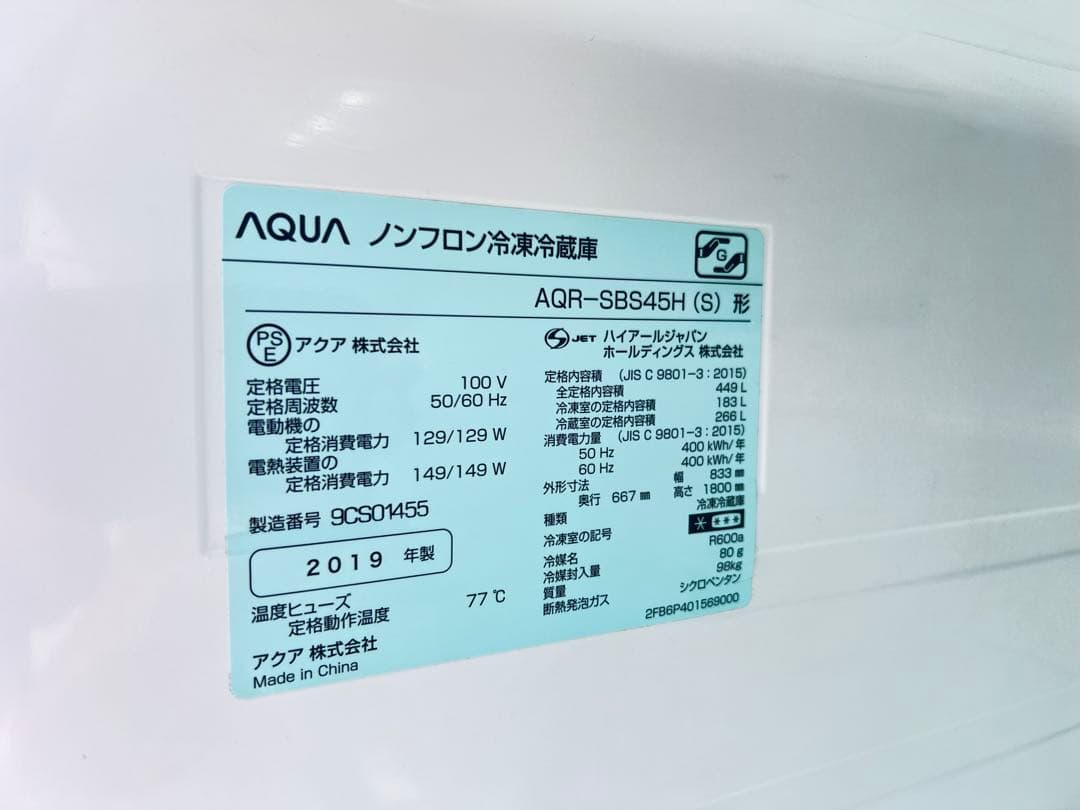 AQUA ノンフロン冷凍冷蔵庫
G
AQR-SBS45H (S) 形
PSE アクア 株式会社
定格電圧 100 V
定格周波数 50/60 Hz
電動機の
定格消費電力 129/129 W
電熱装置の
定格消費電力 149/149 W
製造番号 9CS01455
2019 年製
温度ヒューズ
定格動作温度 77 ℃
アクア 株式会社
Made in China
JET ハイアールジャパン
ホールディングス 株式会社
定格内容積 (JIS C 9801-3 : 2015)
全定格内容積 449 L
冷凍室の定格内容積 183 L
冷蔵室の定格内容積 266 L
消費電力量 (JIS C 9801-3 : 2015)
50 Hz 400 kWh/年
60 Hz 400 kWh/年
外形寸法 幅 833 ㎜
奥行 667 ㎜ 高さ 1800 ㎜
種類 冷凍冷蔵庫
冷凍室の記号 * ***
冷媒名 R600a
冷媒封入量 80 g
質量 98kg
断熱発泡ガス シクロペンタン
2FB6P401569000